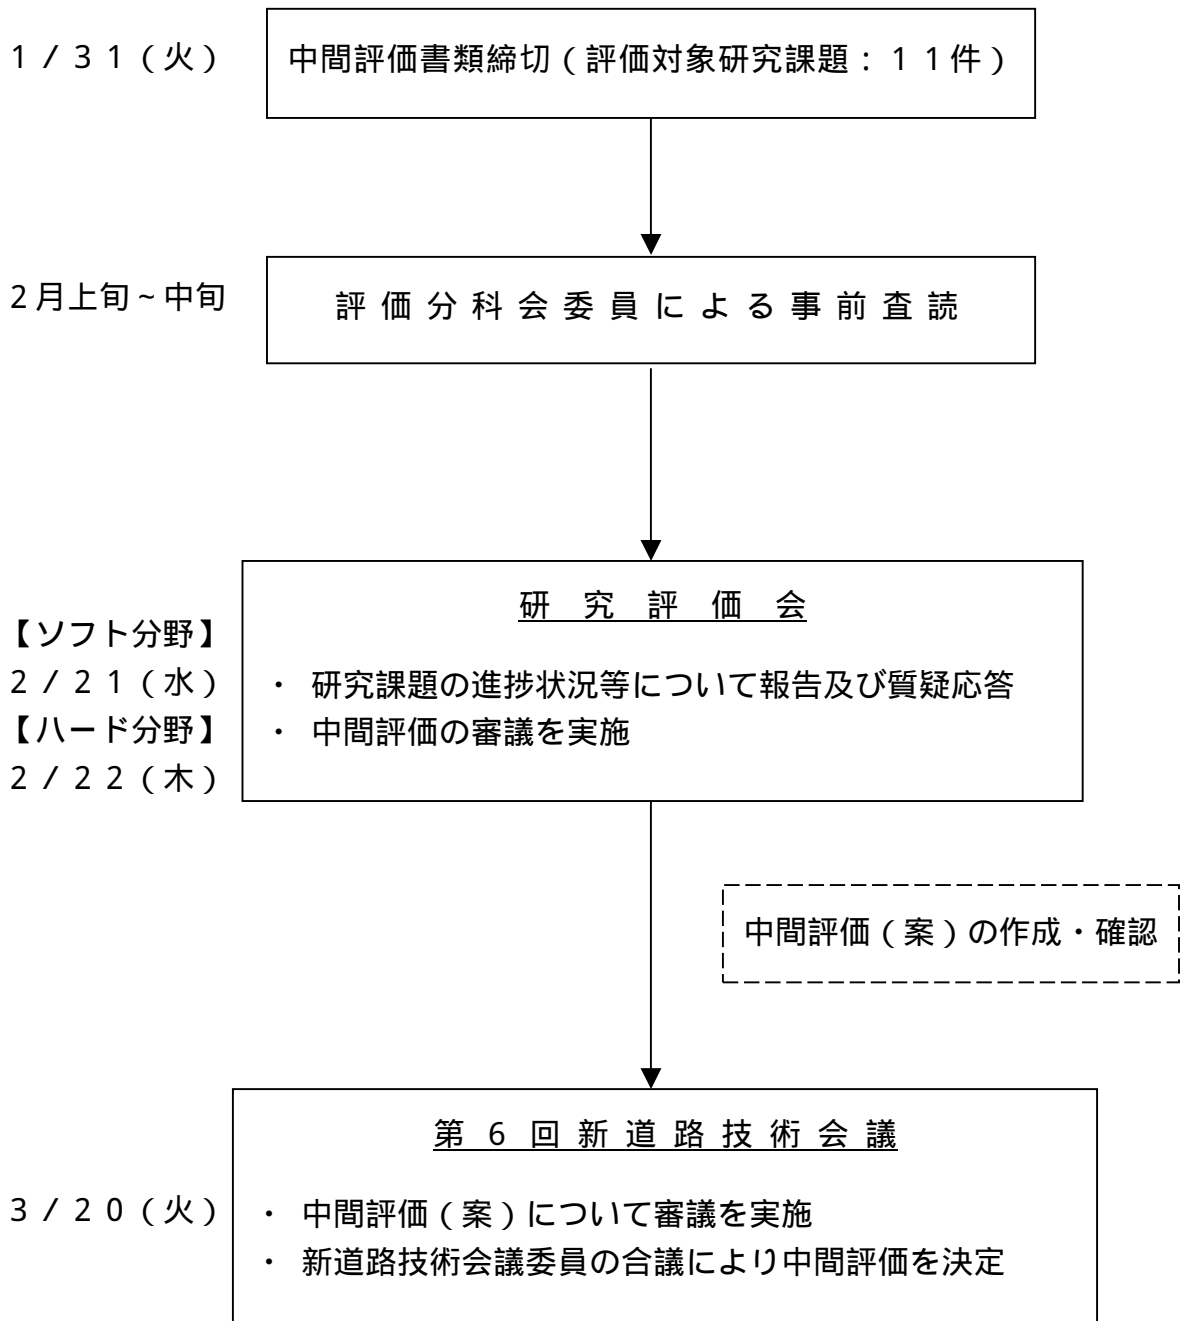 1/31(火)
中間評価書類締切(評価対象研究課題:11件)
2月上旬~中旬
評価分科会委員による事前査読
研究評価会
【ソフト分野】
2/21(水)
・ 研究課題の進捗状況等について報告及び質疑応答
【ハード分野】
・ 中間評価の審議を実施
2/22(木)
中間評価(案)の作成・確認
第6回新道路技術会議
3/20(火)
・ 中間評価(案)について審議を実施
・ 新道路技術会議委員の合議により中間評価を決定